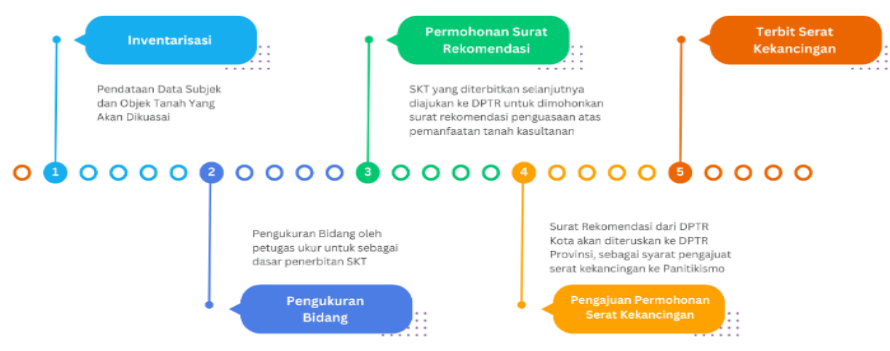 Inventarisasi
Pendataan Data Subjek
dan Objek Tanah Yang
Akan Dikuasai
1
2
Pengukuran Bidang oleh
petugas ukur untuk sebagai
dasar penerbitan SKT
Pengukuran
Bidang
Permohonan Surat
Rekomendasi
SKT yang diterbitkan selanjutnya
diajukan ke DPTR untuk dimohonkan
surat rekomendasi penguasaan atas
pemanfaatan tanah kasultanan
3
4
Surat Rekomendasi dari DPTR
Kota akan diteruskan ke DPTR
Provinsi, sebagai syarat pengajuat
serat kekancingan ke Panitikismo
Pengajuan Permohonan
Serat Kekancingan
Terbit Serat
Kekancingan
5